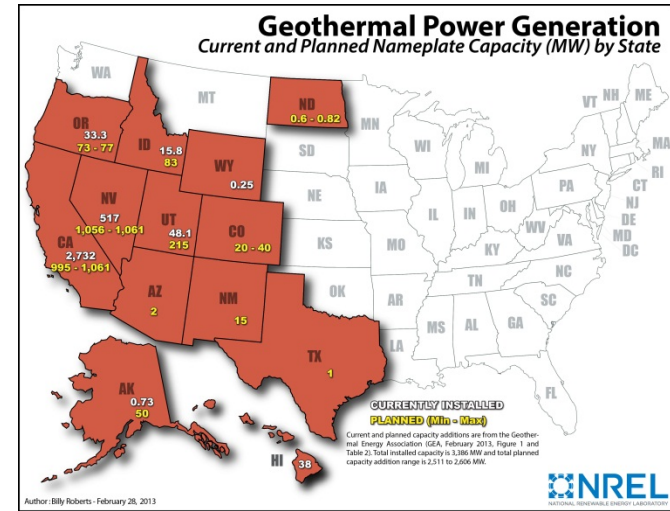 Geothermal Power Generation
Current and Planned Nameplate Capacity (MW) by State
WA
MT
ND
0.6 - 0.82
MN
VT
NH
ME
OR
33.3
73 - 77
ID
15.8
83
WY
0.25
SD
WI
MI
NY
MA
RI
CT
NJ
DE
MD
DC
NV
517
1,056 - 1,061
UT
48.1
215
CO
20 - 40
NE
IA
IL
IN
OH
PA
WV
VA
CA
2,732
995 - 1,061
KS
MO
KY
NC
TN
AZ
2
NM
15
OK
AR
SC
MS
AL
GA
TX
1
LA
FL
AK
0.73
50
HI
38
CURRENTLY INSTALLED
PLANNED (Min - Max)
Current and planned capacity additions are from the Geother-
mal Energy Association (GEA, February 2013, Figure 1 and
Table 2). Total installed capacity is 3,386 MW and total planned
capacity addition range is 2,511 to 2,606 MW.
Author : Billy Roberts - February 28, 2013
NREL
NATIONAL RENEWABLE ENERGY LABORATORY